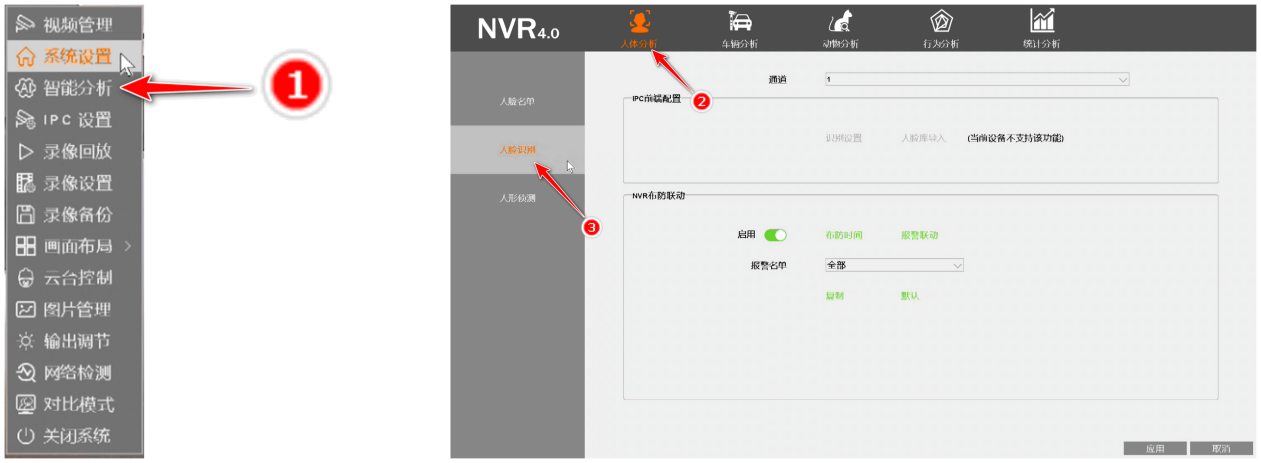 视频管理
系统设置
智能分析
IPC 设置
录像回放
录像设置
录像备份
画面布局 >
云台控制
图片管理
输出调节
网络检测
对比模式
关闭系统
1
NVR4.0
人体分析 车辆分析 动物分析 行为分析 统计分析
2
人脸名单
人脸识别
人形侦测
3
通道 1
IPC前端配置
识别设置 人脸库导入 (当前设备不支持该功能)
NVR布防联动
启用 布防时间 报警联动
报警名单 全部
复制 默认
应用 取消